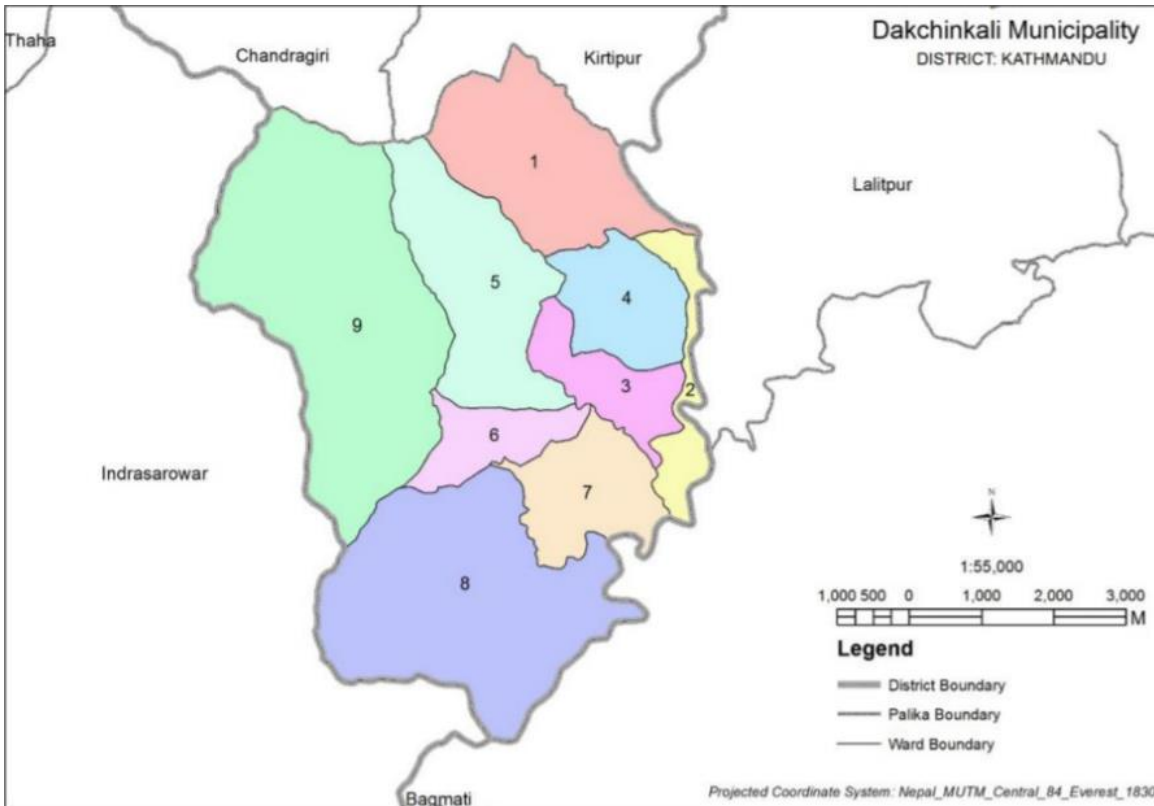 Dakchinkali Municipality
DISTRICT: KATHMANDU
Thaha
Chandragiri
Kirtipur
1
Lalitpur
5
4
9
3
2
6
Indrasarowar
7
8
N
1:55,000
1,000 500 0 1,000 2,000 3,000
M
Legend
District Boundary
Palika Boundary
Ward Boundary
Bagmati
Projected Coordinate System: Nepal_MUTM_Central_84_Everest_1830